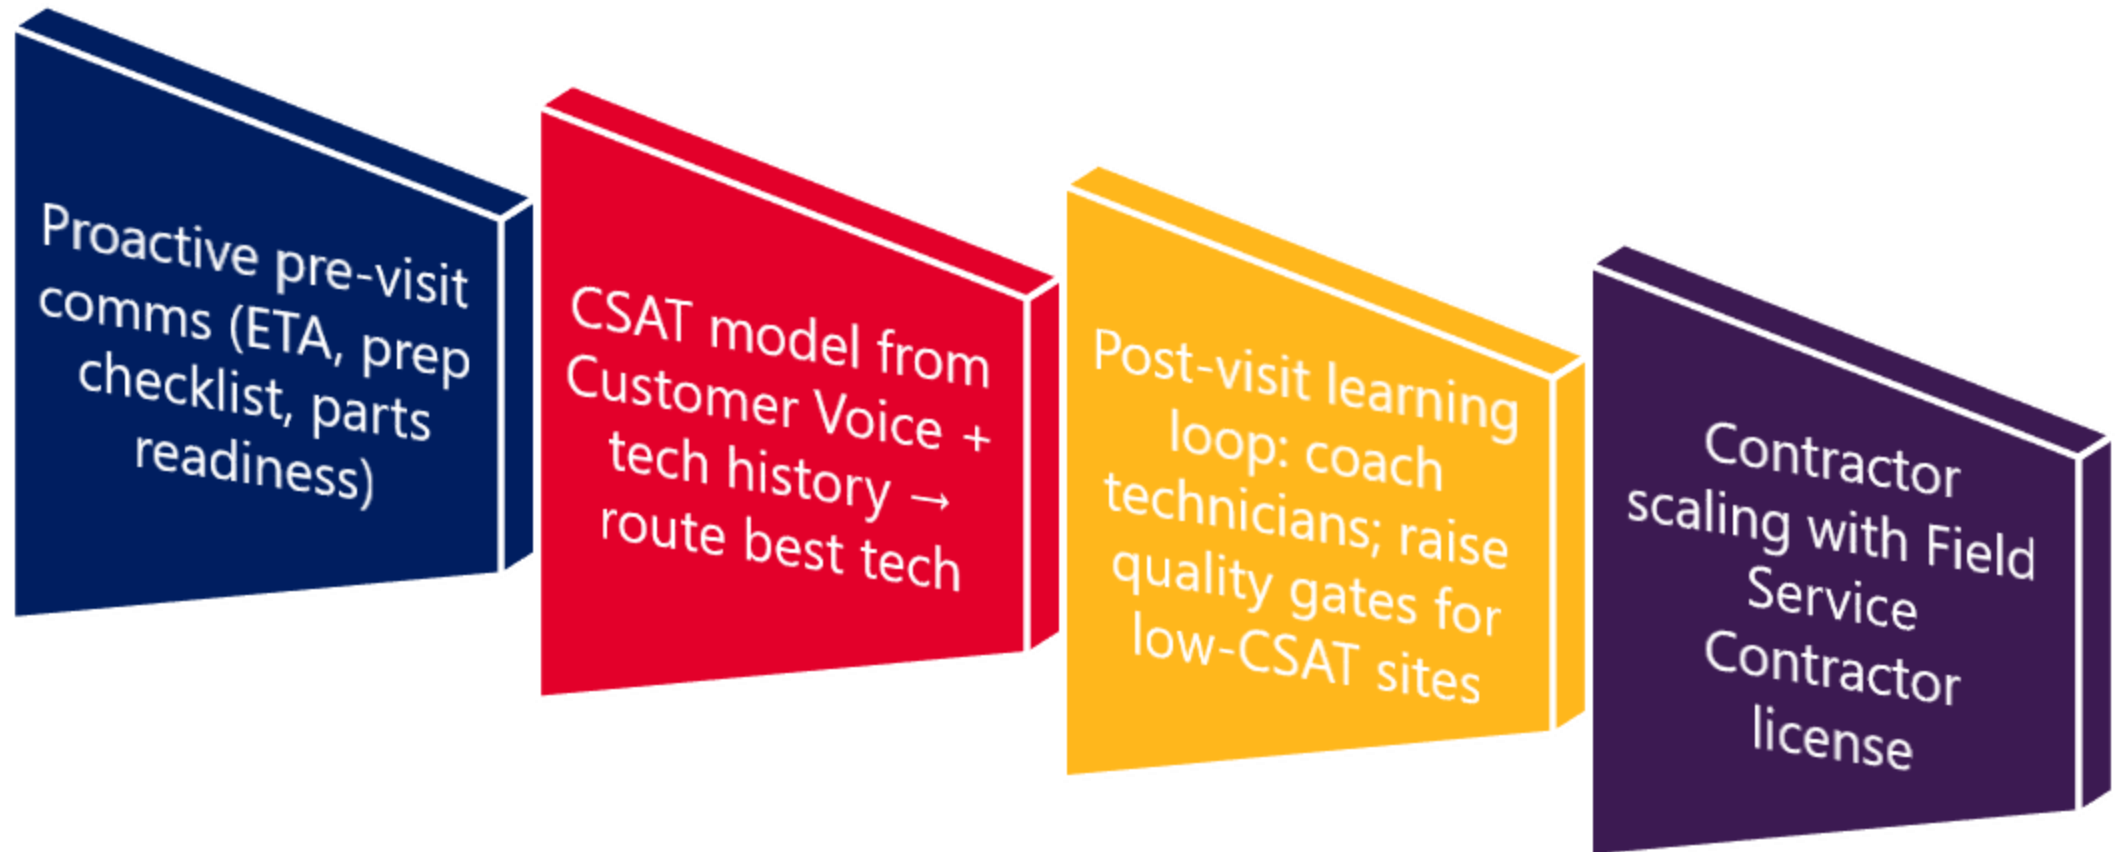 Proactive pre-visit
comms (ETA, prep
checklist, parts
readiness)
CSAT model from
Customer Voice +
tech history →
route best tech
Post-visit learning
loop: coach
technicians; raise
quality gates for
low-CSAT sites
Contractor
scaling with Field
Service
Contractor
license